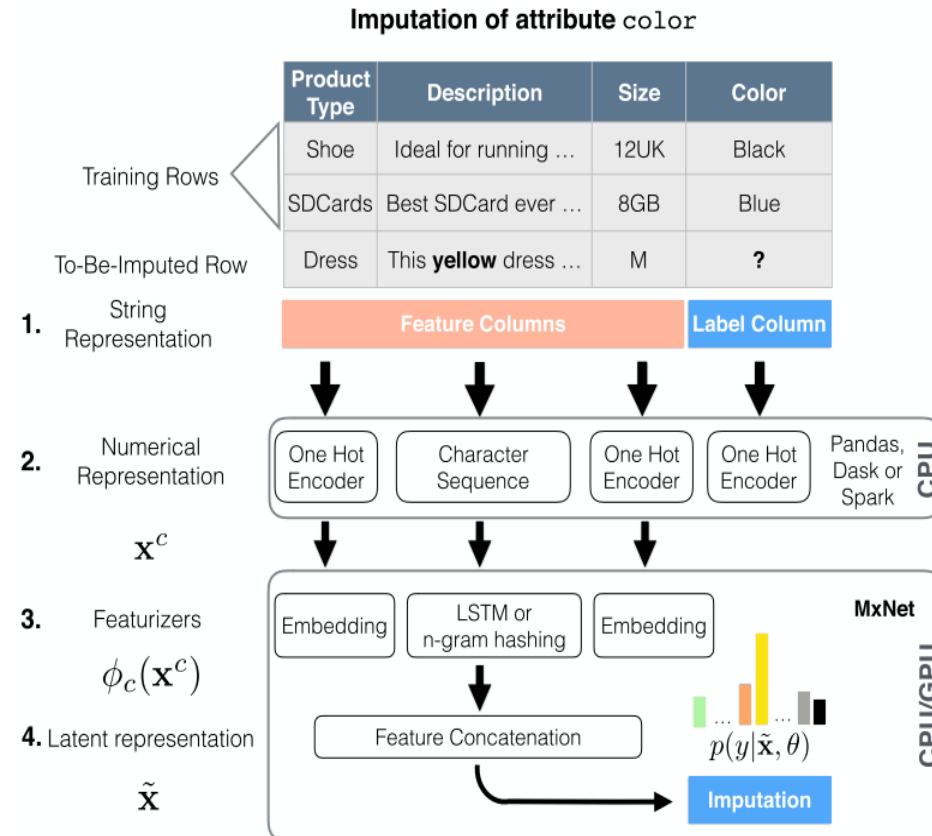 Imputation of attribute color
Product Type Description Size Color
Training Rows
Shoe Ideal for running ... 12UK Black
SDCards Best SDCard ever ... 8GB Blue
To-Be-Imputed Row Dress This yellow dress ... M ?
1. String Representation Feature Columns Label Column
2. Numerical Representation
One Hot Encoder
Character Sequence
One Hot Encoder
One Hot Encoder
Pandas, Dask or Spark
CPU
x^c
3. Featurizers
Embedding
LSTM or n-gram hashing
Embedding
MxNet
CPU/GPU
ϕ_c(x^c)
... ...
p(y|x̃, θ)
4. Latent representation
Feature Concatenation
x̃
Imputation